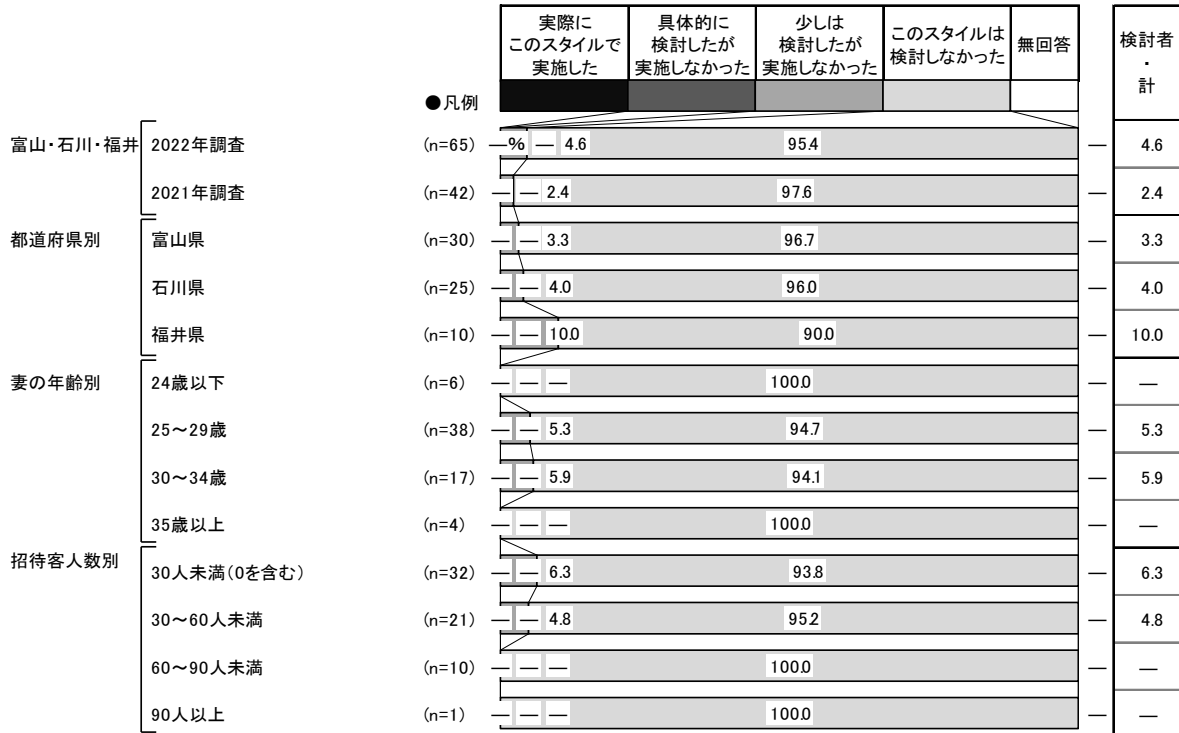 実際に
このスタイルで
実施した
具体的に
検討したが
実施しなかった
少しは
検討したが
実施しなかった
このスタイルは
検討しなかった
無回答
検討者
・
計
●凡例
富山・石川・福井 2022年調査 (n=65) ―% ― 4.6 95.4 ― 4.6
2021年調査 (n=42) ― ― 2.4 97.6 ― 2.4
都道府県別 富山県 (n=30) ― ― 3.3 96.7 ― 3.3
石川県 (n=25) ― ― 4.0 96.0 ― 4.0
福井県 (n=10) ― ― 10.0 90.0 ― 10.0
妻の年齢別 24歳以下 (n=6) ― ― ― 100.0 ― ―
25～29歳 (n=38) ― ― 5.3 94.7 ― 5.3
30～34歳 (n=17) ― ― 5.9 94.1 ― 5.9
35歳以上 (n=4) ― ― ― 100.0 ― ―
招待客人数別 30人未満(0を含む) (n=32) ― ― 6.3 93.8 ― 6.3
30～60人未満 (n=21) ― ― 4.8 95.2 ― 4.8
60～90人未満 (n=10) ― ― ― 100.0 ― ―
90人以上 (n=1) ― ― ― 100.0 ― ―